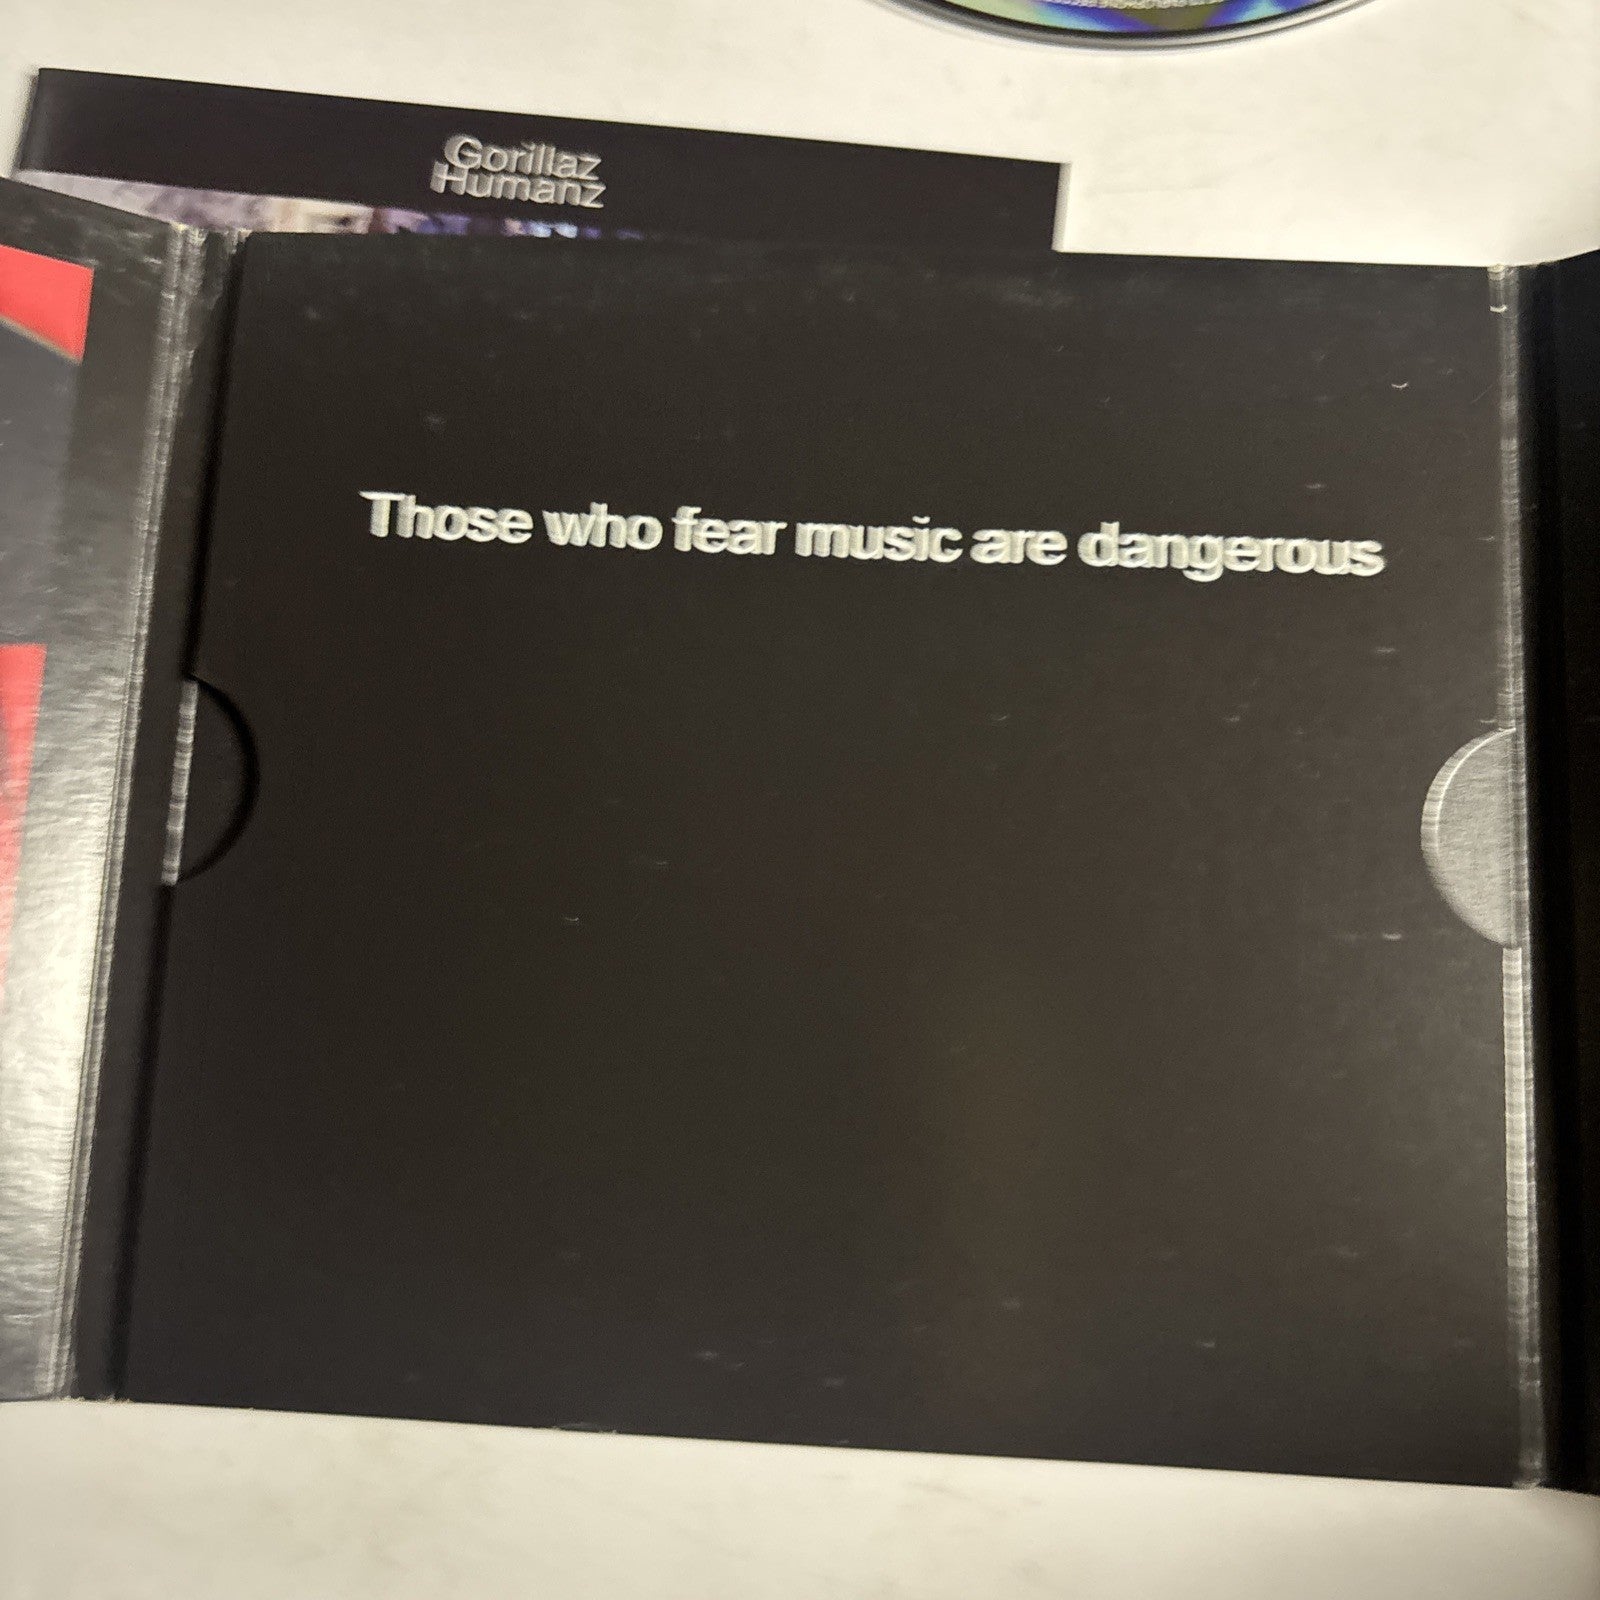 Gorillaz
Humanz
Those who fear music are dangerous